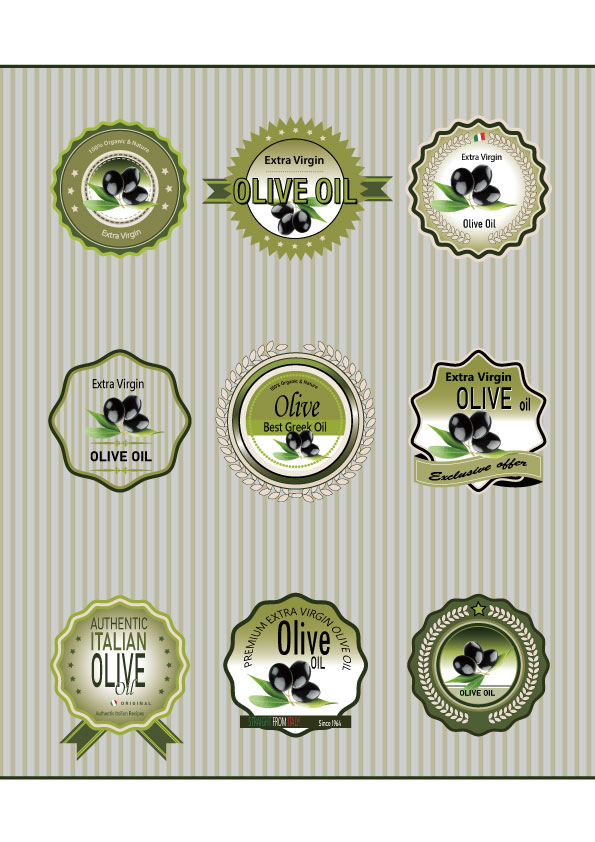 100% Organic & Nature
Extra Virgin
Extra Virgin
OLIVE OIL
Extra Virgin
Olive Oil
Extra Virgin
OLIVE OIL
100% Organic & Nature
Olive
Best Greek Oil
Extra Virgin
OLIVE oil
Exclusive offer
AUTHENTIC
ITALIAN
OLIVE
Oil
ORIGINAL
Authentic Italian Recipes
PREMIUM EXTRA VIRGIN OLIVE OIL
Olive
OIL
STRAIGHT FROM ITALY Since 1964
OLIVE OIL